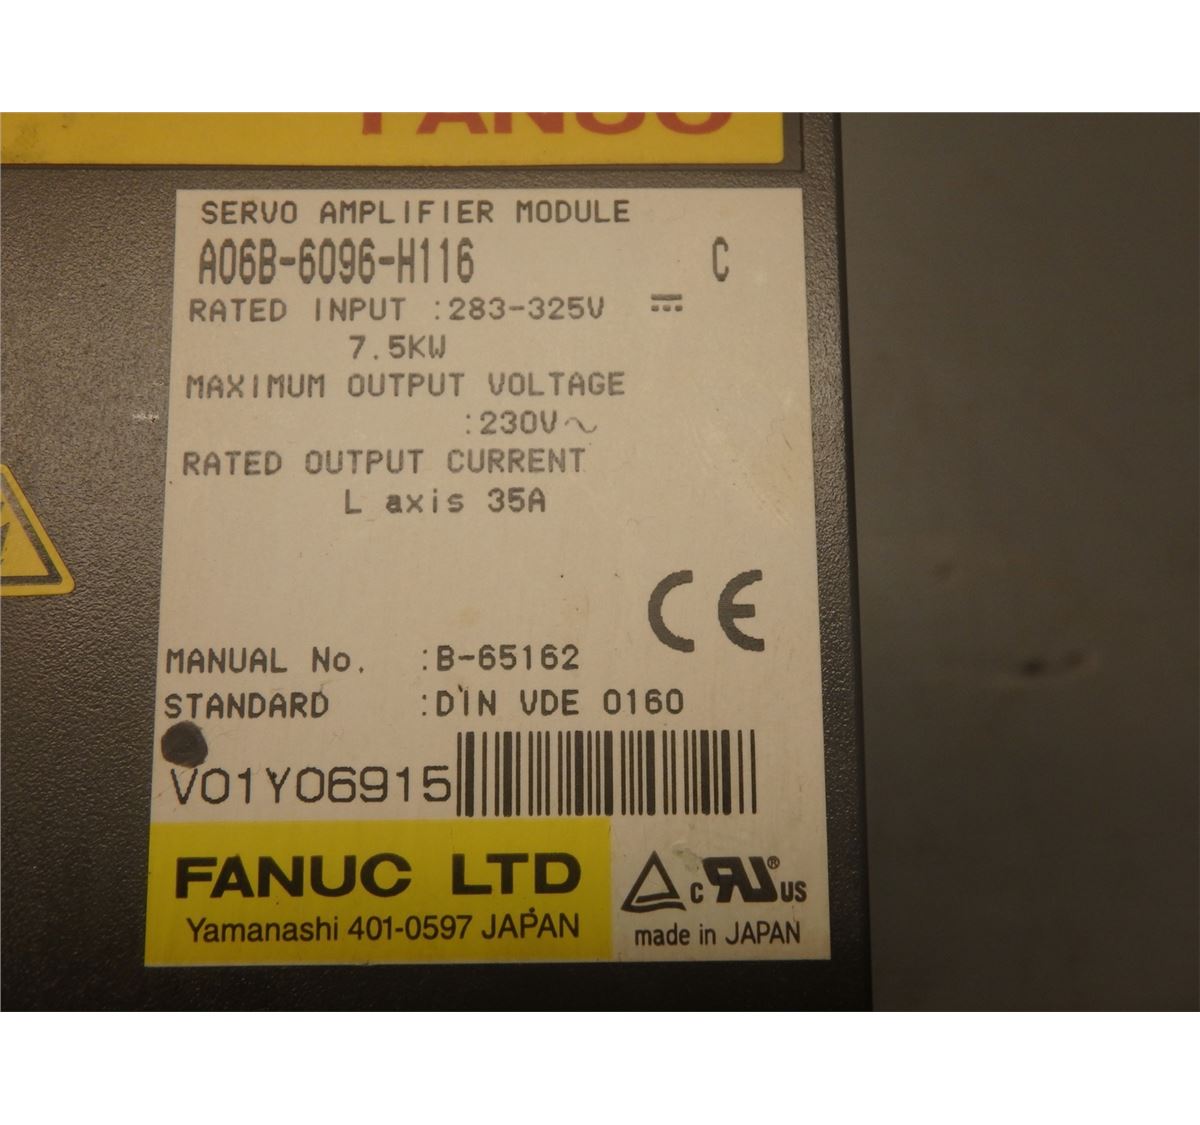 FANUC
SERVO AMPLIFIER MODULE
A06B-6096-H116 C
RATED INPUT :283-325V ⎓
7.5KW
MAXIMUM OUTPUT VOLTAGE
:230V～
RATED OUTPUT CURRENT
L axis 35A
CE
MANUAL No. :B-65162
STANDARD :DIN VDE 0160
V01Y06915
FANUC LTD
Yamanashi 401-0597 JAPAN
c RU® US
made in JAPAN